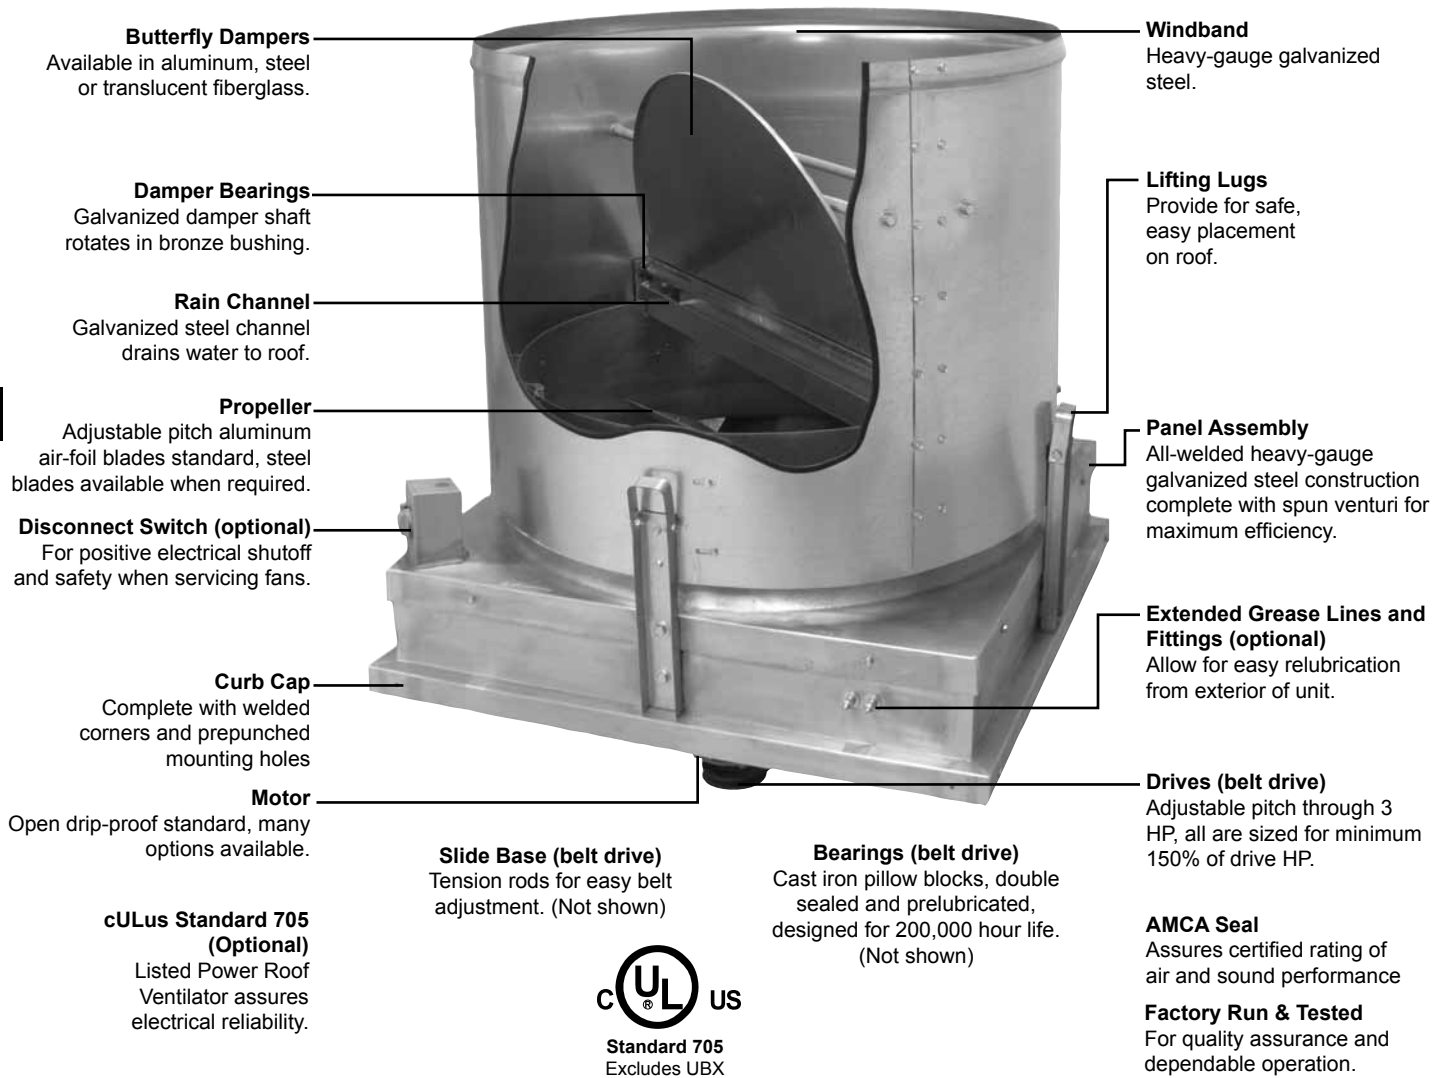 Butterfly Dampers
Available in aluminum, steel
or translucent fiberglass.
Damper Bearings
Galvanized damper shaft
rotates in bronze bushing.
Rain Channel
Galvanized steel channel
drains water to roof.
Propeller
Adjustable pitch aluminum
air-foil blades standard, steel
blades available when required.
Disconnect Switch (optional)
For positive electrical shutoff
and safety when servicing fans.
Curb Cap
Complete with welded
corners and prepunched
mounting holes
Motor
Open drip-proof standard, many
options available.
cULus Standard 705
(Optional)
Listed Power Roof
Ventilator assures
electrical reliability.
Slide Base (belt drive)
Tension rods for easy belt
adjustment. (Not shown)
C UL ® US
Standard 705
Excludes UBX
Bearings (belt drive)
Cast iron pillow blocks, double
sealed and prelubricated,
designed for 200,000 hour life.
(Not shown)
Windband
Heavy-gauge galvanized
steel.
Lifting Lugs
Provide for safe,
easy placement
on roof.
Panel Assembly
All-welded heavy-gauge
galvanized steel construction
complete with spun venturi for
maximum efficiency.
Extended Grease Lines and
Fittings (optional)
Allow for easy relubrication
from exterior of unit.
Drives (belt drive)
Adjustable pitch through 3
HP, all are sized for minimum
150% of drive HP.
AMCA Seal
Assures certified rating of
air and sound performance
Factory Run & Tested
For quality assurance and
dependable operation.